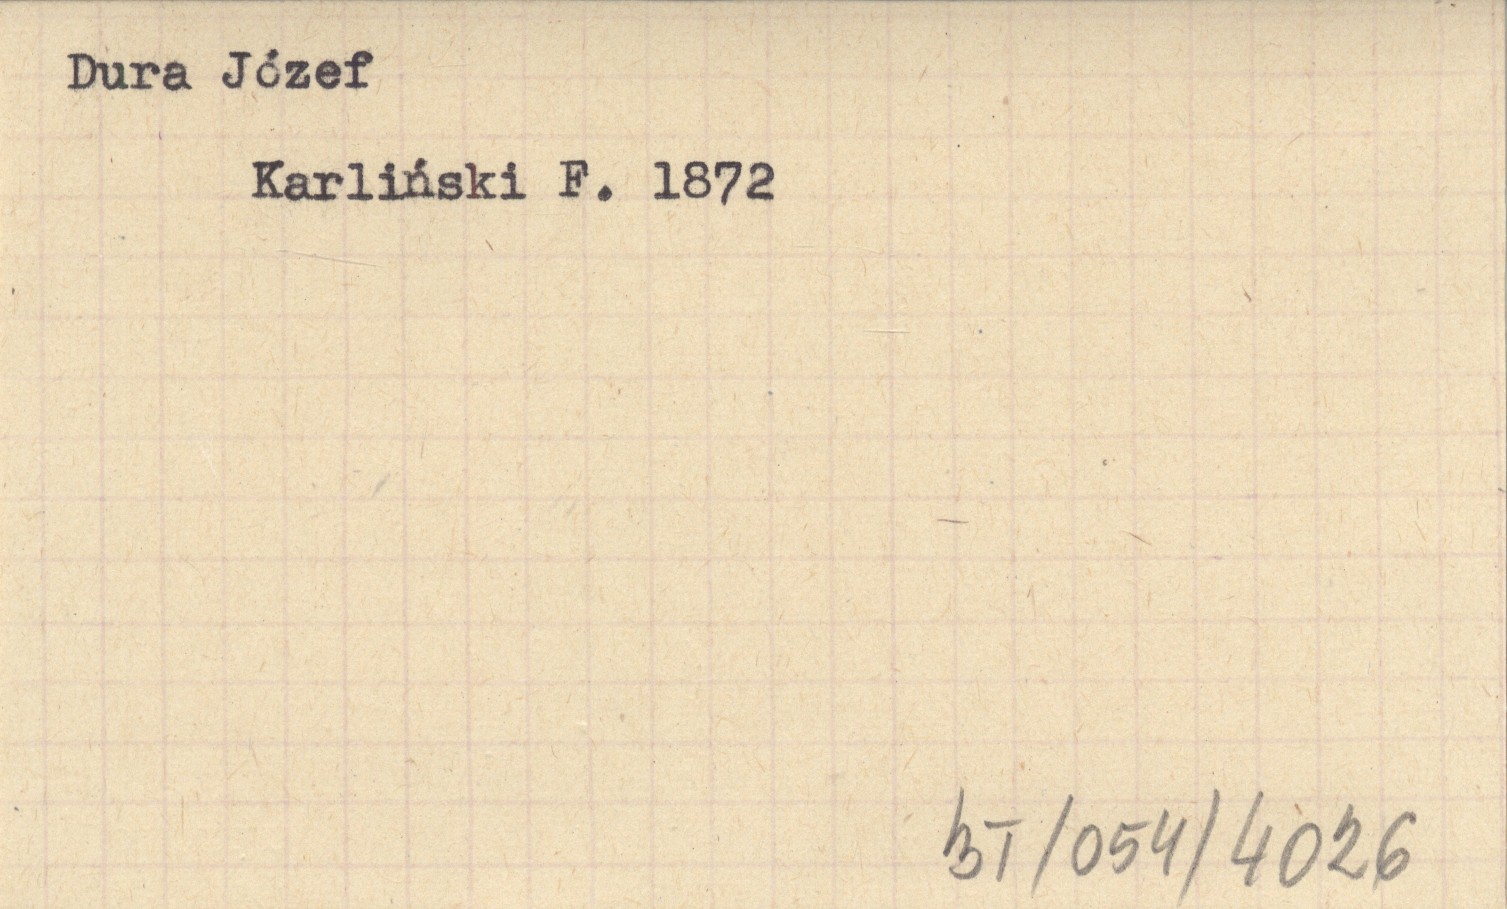 Dura Józef
Karliński F. 1872
BT/054/4026